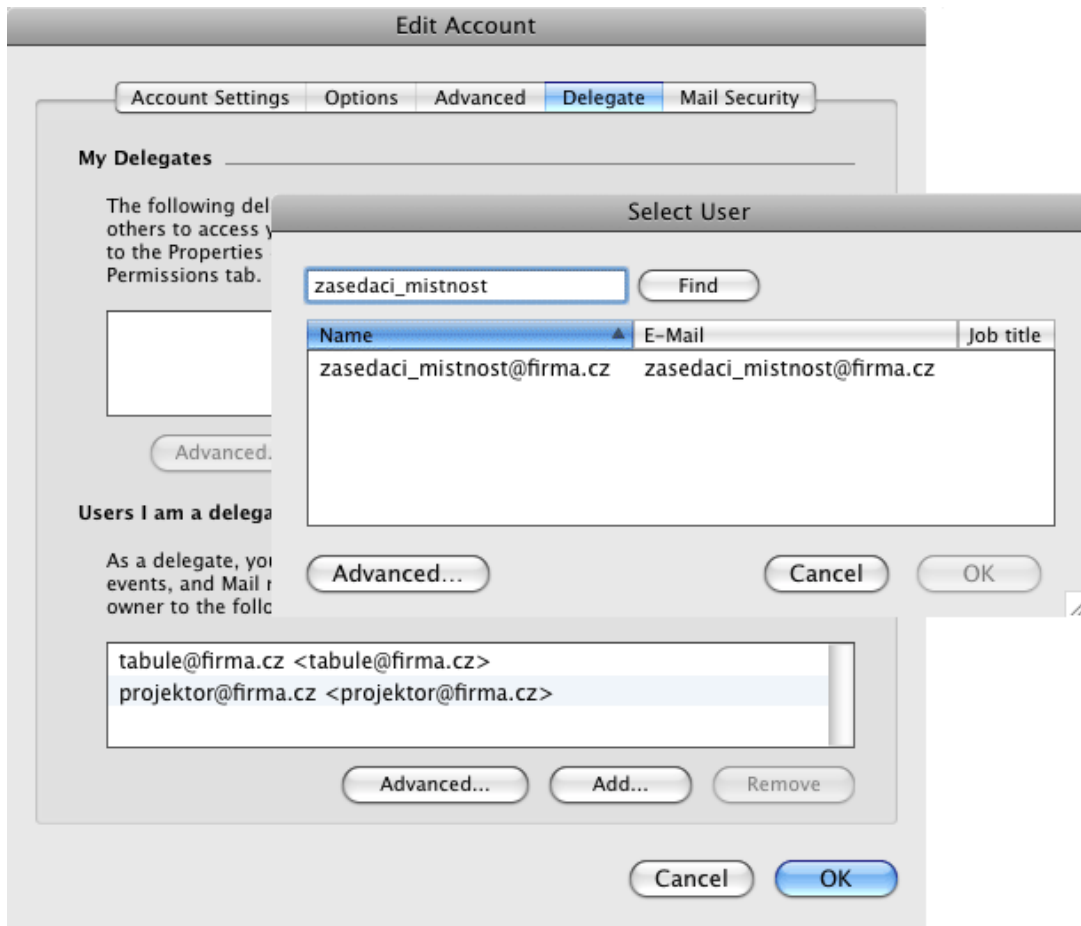 Edit Account
Account Settings Options Advanced Delegate Mail Security
My Delegates
The following del
others to access y
to the Properties
Permissions tab.
Advanced.
Select User
zasedaci_mistnost Find
Name E-Mail Job title
zasedaci_mistnost@firma.cz zasedaci_mistnost@firma.cz
Advanced... Cancel OK
Users I am a delega
As a delegate, you
events, and Mail r
owner to the follo
tabule@firma.cz <tabule@firma.cz>
projektor@firma.cz <projektor@firma.cz>
Advanced... Add... Remove
Cancel OK